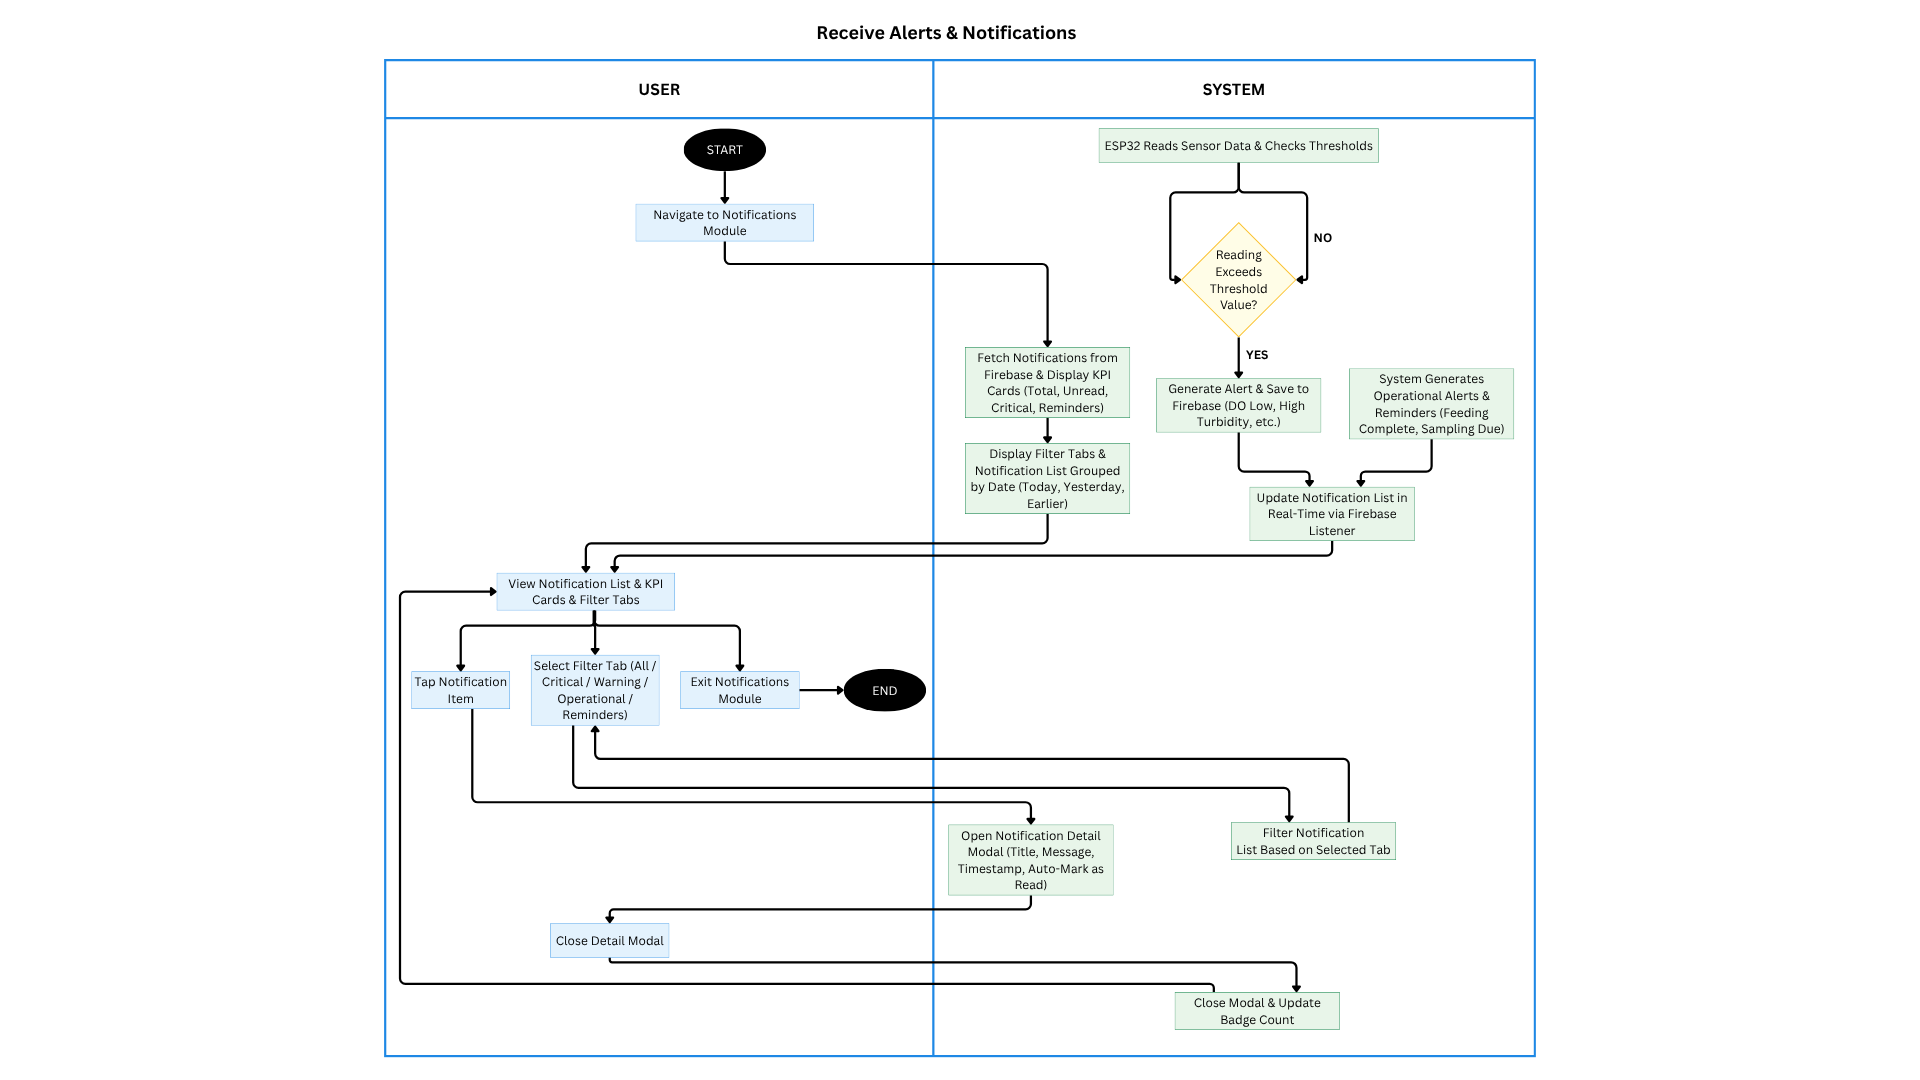 Receive Alerts & Notifications
USER
SYSTEM
START
ESP32 Reads Sensor Data & Checks Thresholds
Navigate to Notifications
Module
NO
Reading
Exceeds
Threshold
Value?
YES
Fetch Notifications from
Firebase & Display KPI
Cards (Total, Unread,
Critical, Reminders)
Generate Alert & Save to
Firebase (DO Low, High
Turbidity, etc.)
System Generates
Operational Alerts &
Reminders (Feeding
Complete, Sampling Due)
Display Filter Tabs &
Notification List Grouped
by Date (Today, Yesterday,
Earlier)
Update Notification List in
Real-Time via Firebase
Listener
View Notification List & KPI
Cards & Filter Tabs
Tap Notification
Item
Select Filter Tab (All /
Critical / Warning /
Operational /
Reminders)
Exit Notifications
Module
END
Open Notification Detail
Modal (Title, Message,
Timestamp, Auto-Mark as
Read)
Filter Notification
List Based on Selected Tab
Close Detail Modal
Close Modal & Update
Badge Count